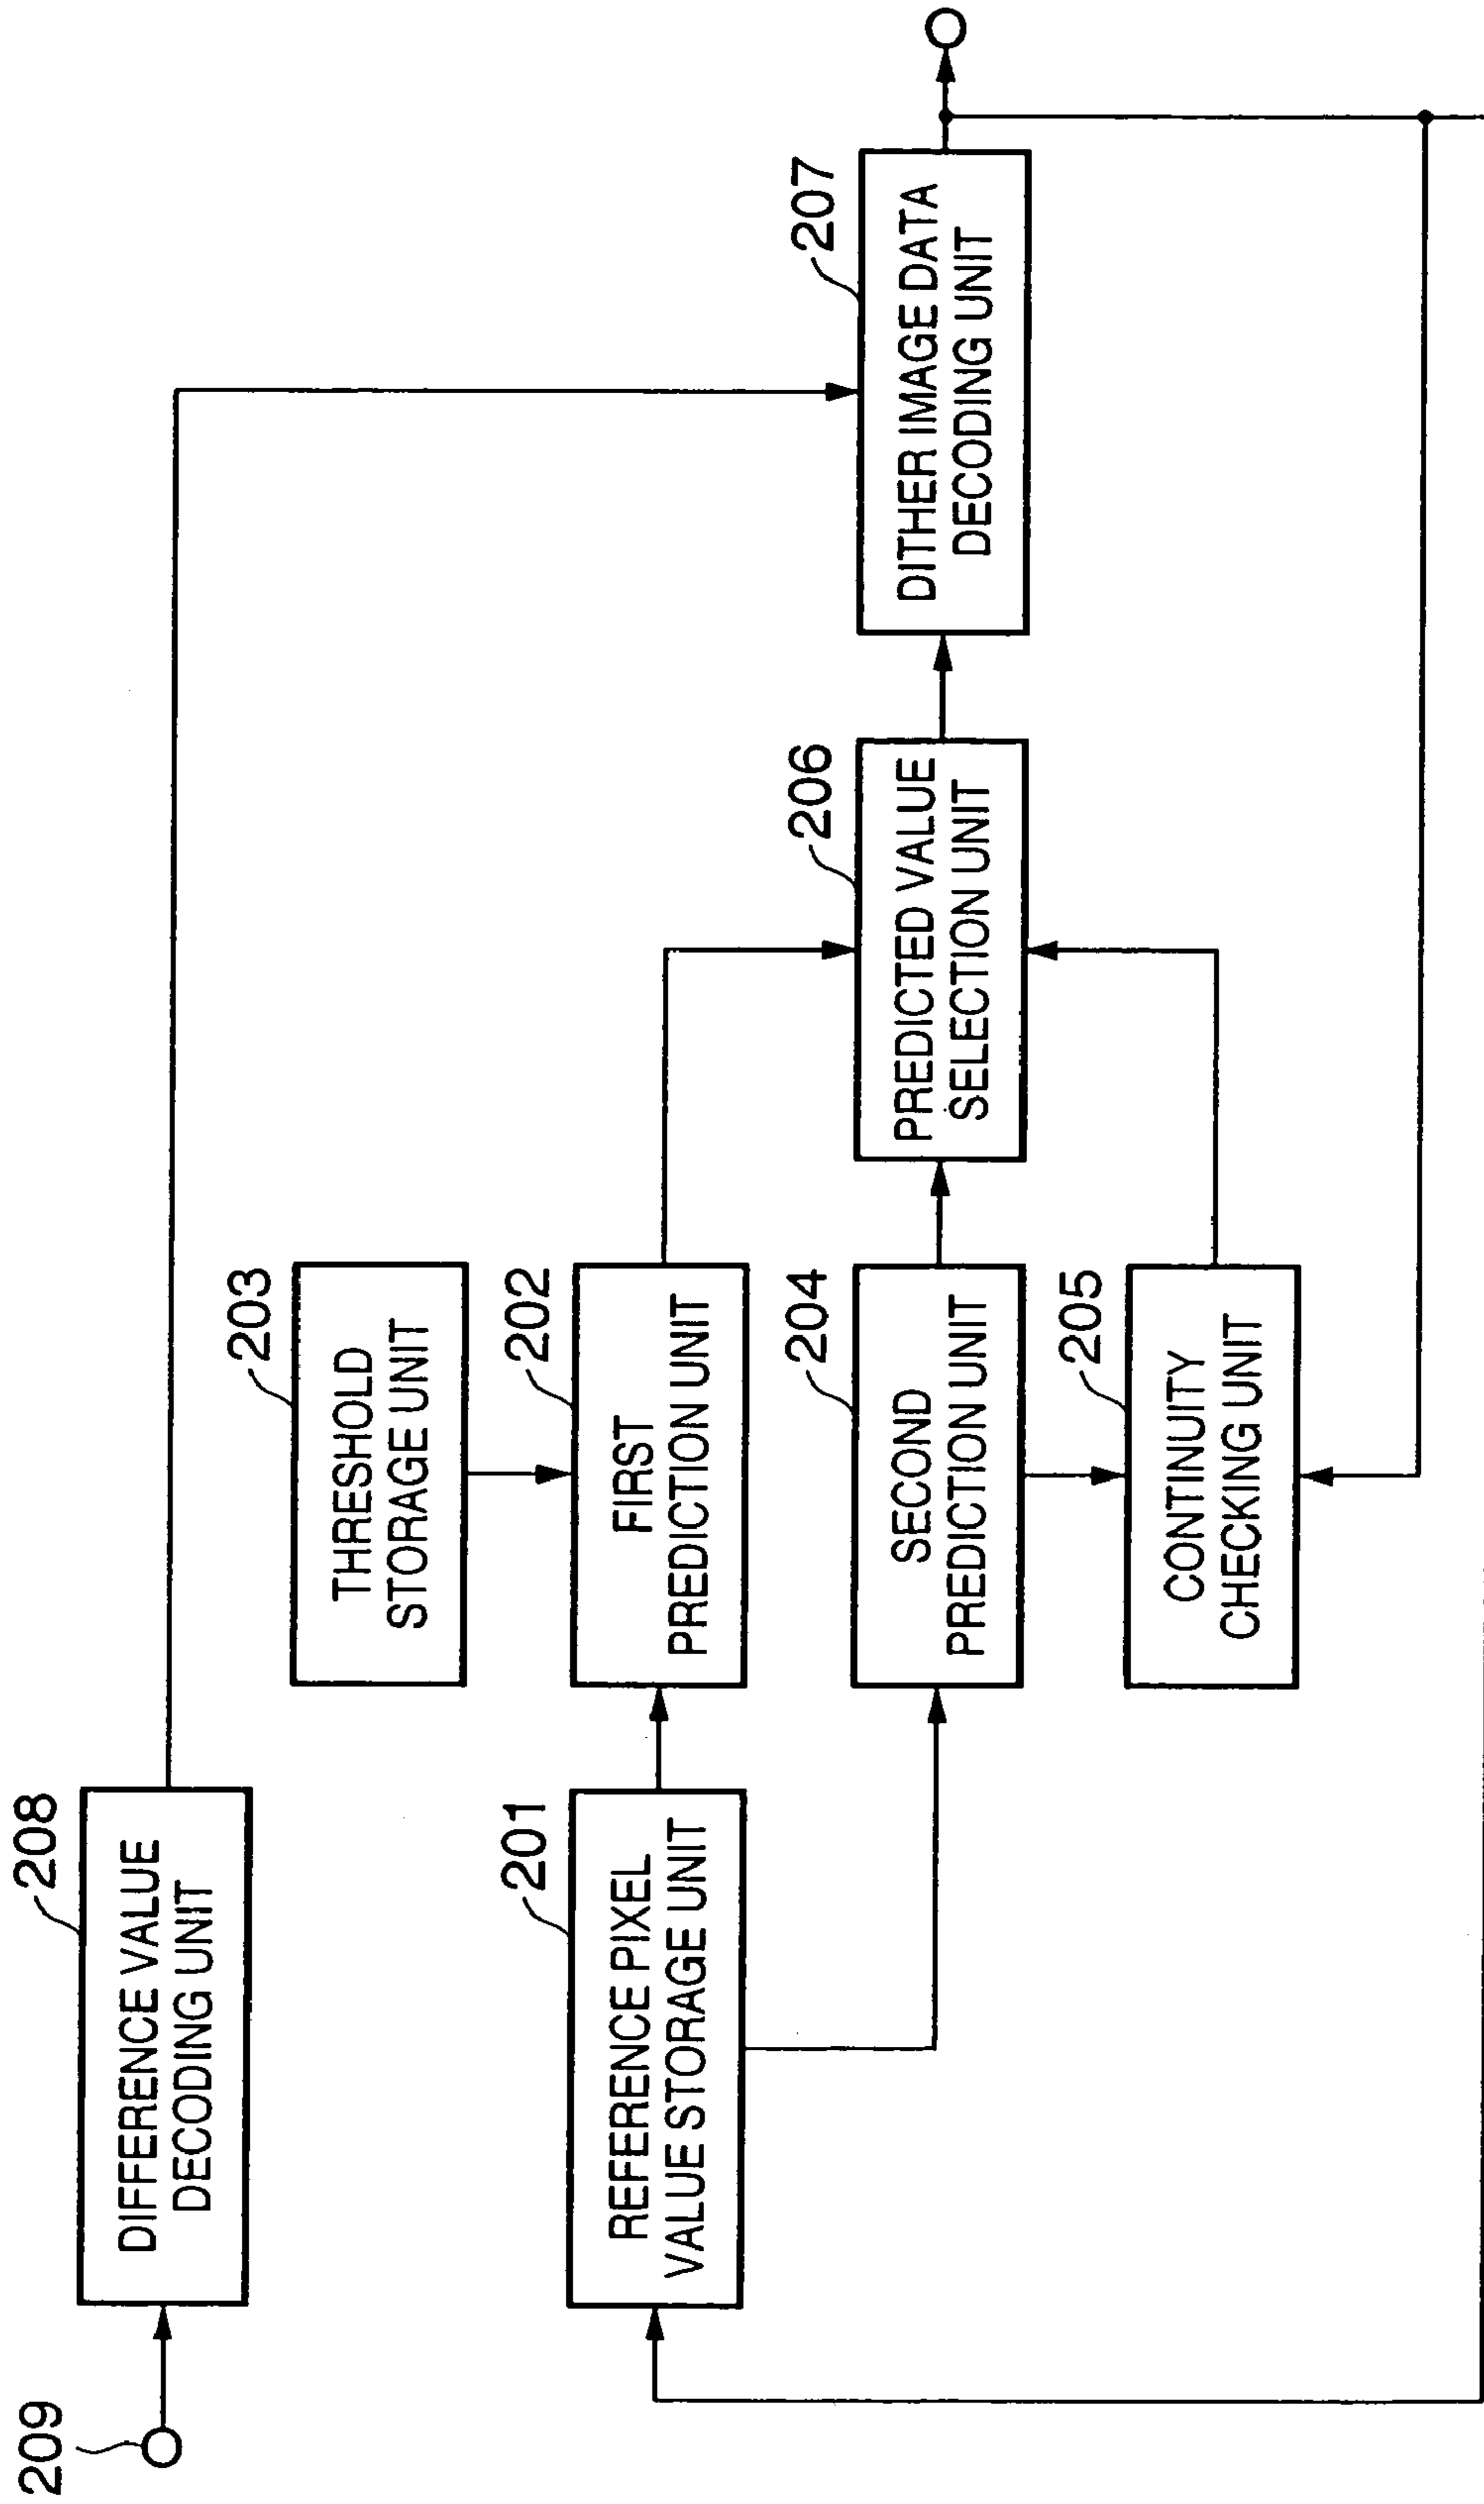 209
208
DIFFERENCE VALUE
DECODING UNIT
201
REFERENCE PIXEL
VALUE STORAGE UNIT
203
THRESHOLD
STORAGE UNIT
202
FIRST
PREDICTION UNIT
204
SECOND
PREDICTION UNIT
205
CONTINUITY
CHECKING UNIT
206
PREDICTED VALUE
SELECTION UNIT
207
DITHER IMAGE DATA
DECODING UNIT